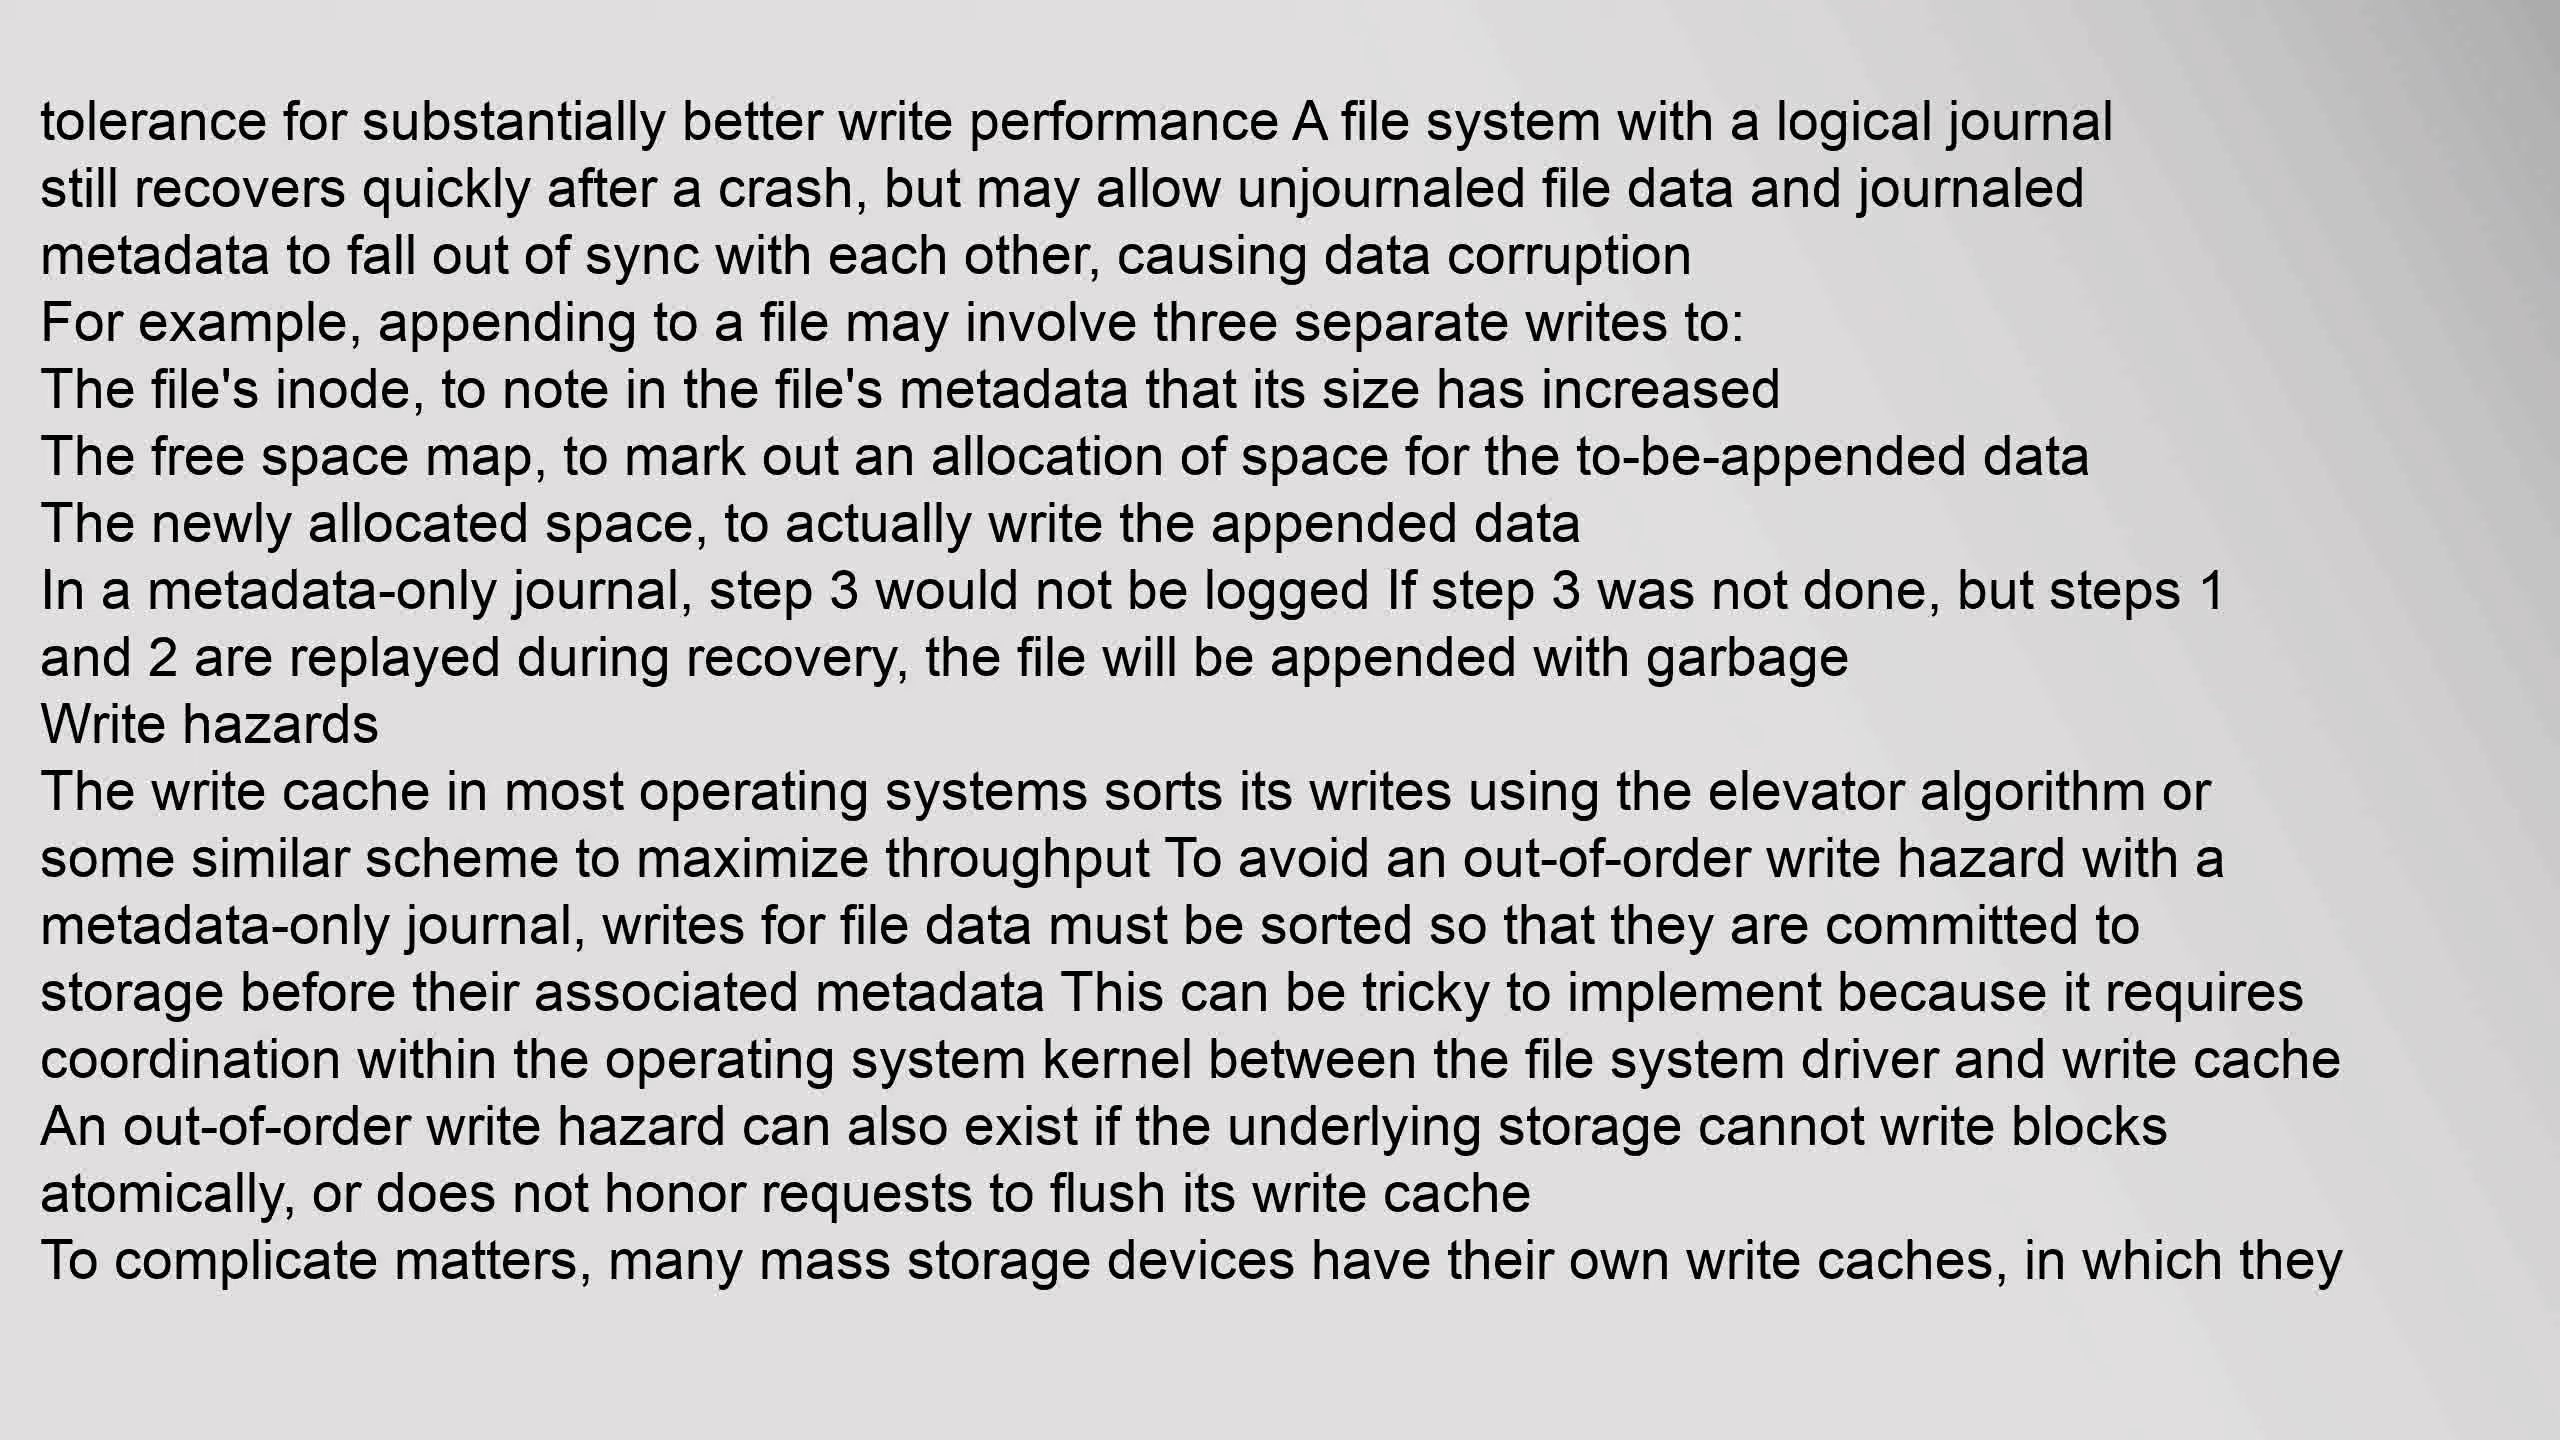 tolerance for substantially better write performance A file system with a logical journal
still recovers quickly after a crash, but may allow unjournaled file data and journaled
metadata to fall out of sync with each other, causing data corruption
For example, appending to a file may involve three separate writes to:
The file's inode, to note in the file's metadata that its size has increased
The free space map, to mark out an allocation of space for the to-be-appended data
The newly allocated space, to actually write the appended data
In a metadata-only journal, step 3 would not be logged If step 3 was not done, but steps 1
and 2 are replayed during recovery, the file will be appended with garbage
Write hazards
The write cache in most operating systems sorts its writes using the elevator algorithm or
some similar scheme to maximize throughput To avoid an out-of-order write hazard with a
metadata-only journal, writes for file data must be sorted so that they are committed to
storage before their associated metadata This can be tricky to implement because it requires
coordination within the operating system kernel between the file system driver and write cache
An out-of-order write hazard can also exist if the underlying storage cannot write blocks
atomically, or does not honor requests to flush its write cache
To complicate matters, many mass storage devices have their own write caches, in which they